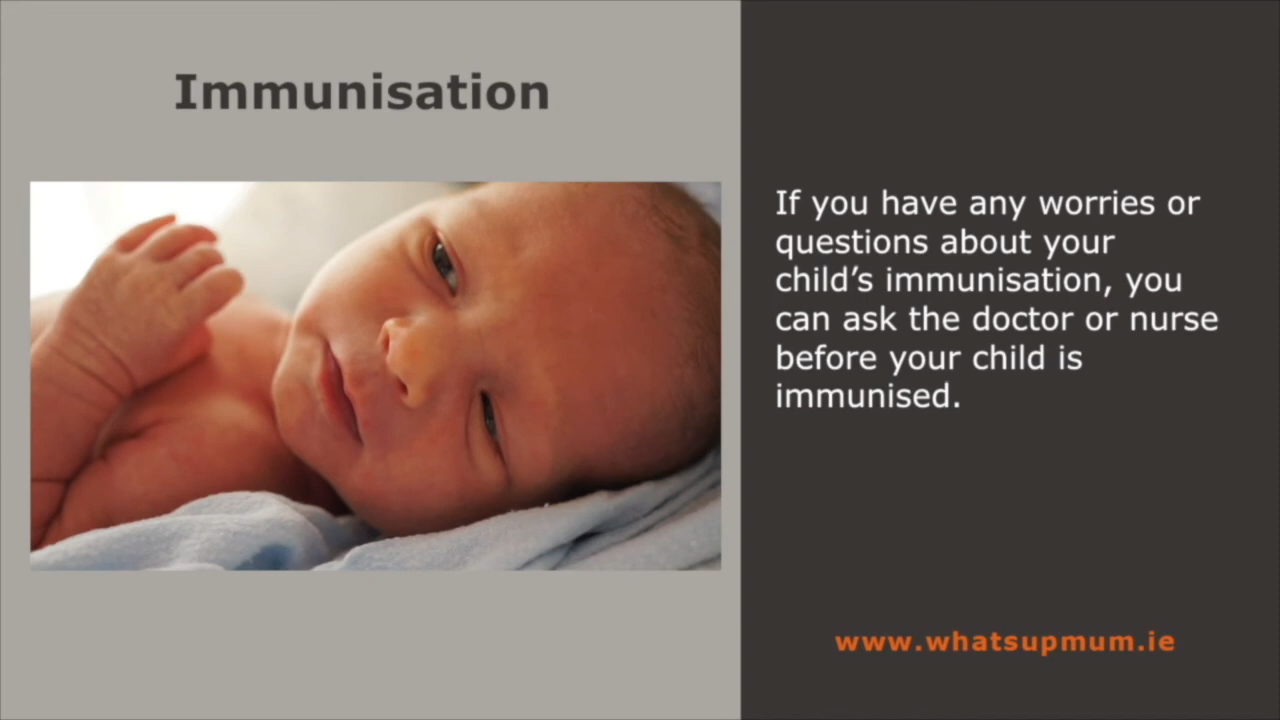 Immunisation
If you have any worries or
questions about your
child’s immunisation, you
can ask the doctor or nurse
before your child is
immunised.
www.whatsupmum.ie